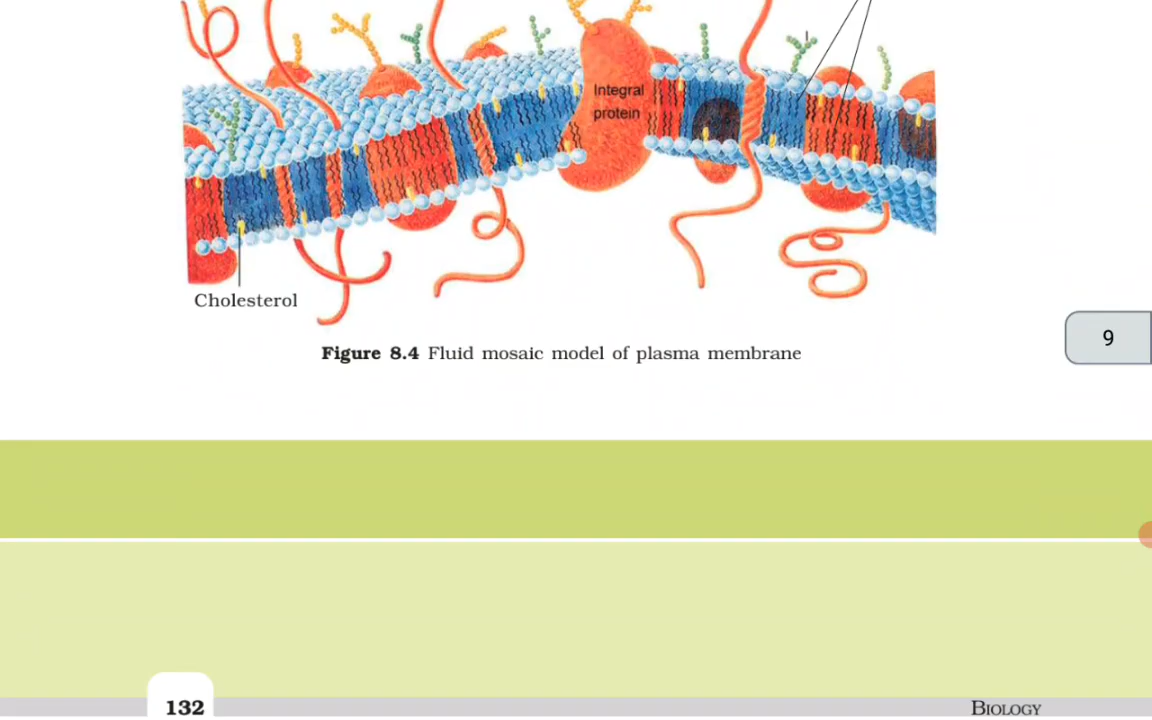 Integral
protein
Cholesterol
Figure 8.4 Fluid mosaic model of plasma membrane
9
132
BIOLOGY